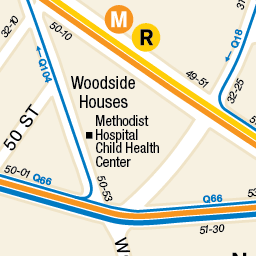 32-10
50-10
M
R
Q18
Q104
Woodside
Houses
49-51
32-25
Methodist
Hospital
Child Health
Center
50 ST
50-01
Q66
50-53
Q66
51-30